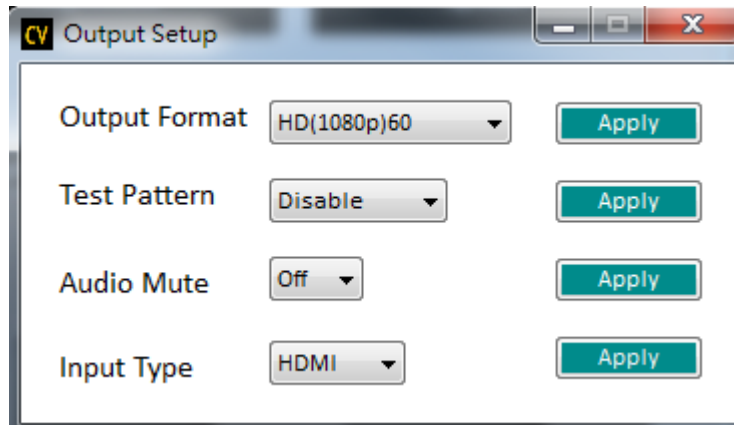 CV Output Setup
Output Format HD(1080p)60 Apply
Test Pattern Disable Apply
Audio Mute Off Apply
Input Type HDMI Apply